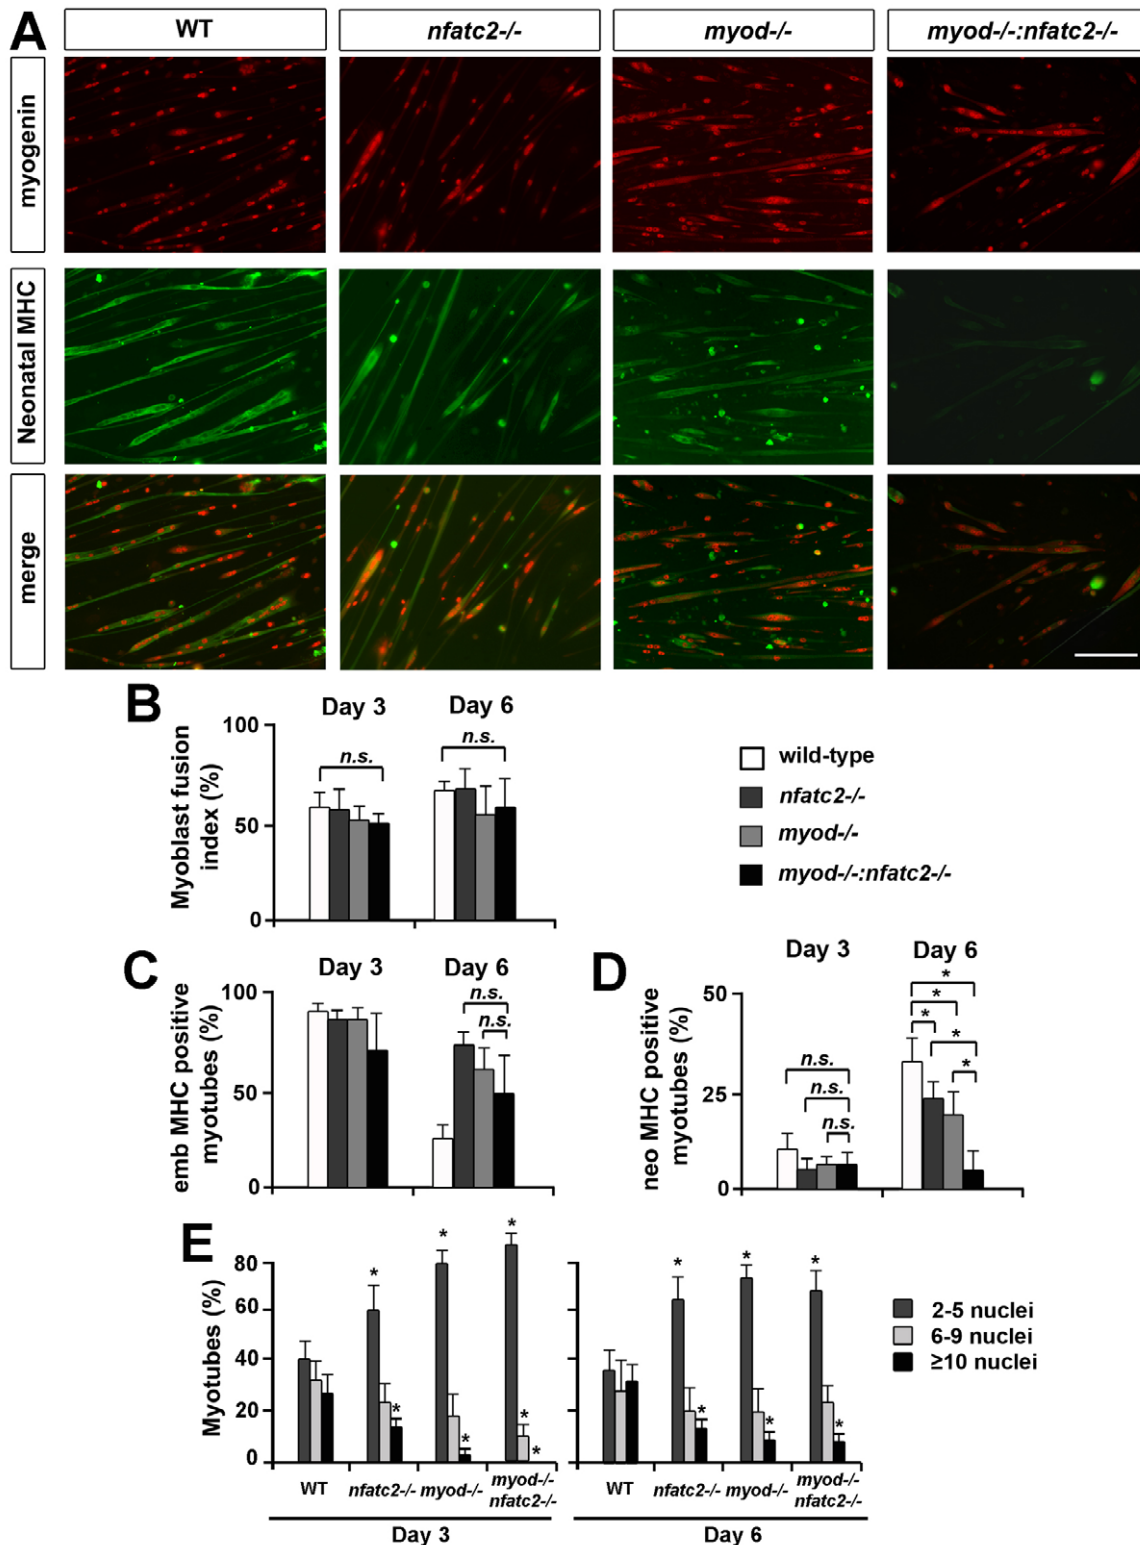 A
WT
nfatc2-/-
myod-/-
myod-/-:nfatc2-/-
myogenin
Neonatal MHC
merge
B
Day 3
Day 6
Myoblast fusion
index (%)
100
50
0
n.s.
n.s.
wild-type
nfatc2-/-
myod-/-
myod-/-:nfatc2-/-
C
Day 3
Day 6
emb MHC positive
myotubes (%)
100
50
0
n.s.
n.s.
D
Day 3
Day 6
neo MHC positive
myotubes (%)
50
25
0
n.s.
n.s.
n.s.
*
*
*
*
*
E
Myotubes (%)
80
60
40
20
0
*
*
*
*
*
*
*
*
*
*
*
*
*
WT
nfatc2-/-
myod-/-
myod-/-
nfatc2-/-
Day 3
WT
nfatc2-/-
myod-/-
myod-/-
nfatc2-/-
Day 6
2-5 nuclei
6-9 nuclei
≥10 nuclei